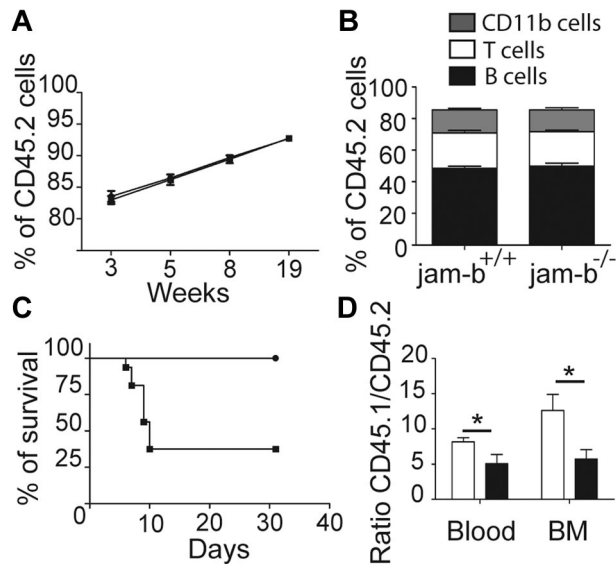 A
% of CD45.2 cells
100
95
90
85
80
3 5 8 19
Weeks
B
CD11b cells
T cells
B cells
% of CD45.2 cells
100
80
60
40
20
0
jam-b+/+ jam-b-/-
C
% of survival
100
75
50
25
0 10 20 30 40
Days
D
Ratio CD45.1/CD45.2
20
15
10
5
0
* *
Blood BM